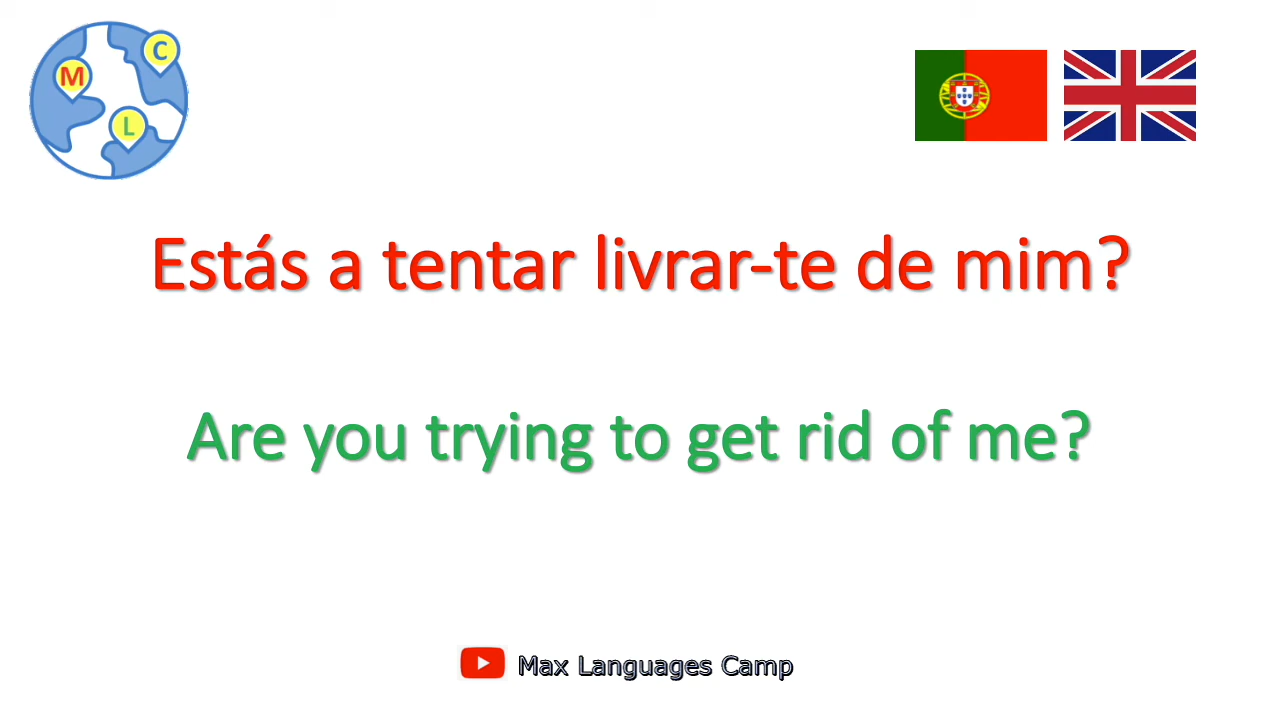 M
C
L
Estás a tentar livrar-te de mim?
Are you trying to get rid of me?
Max Languages Camp